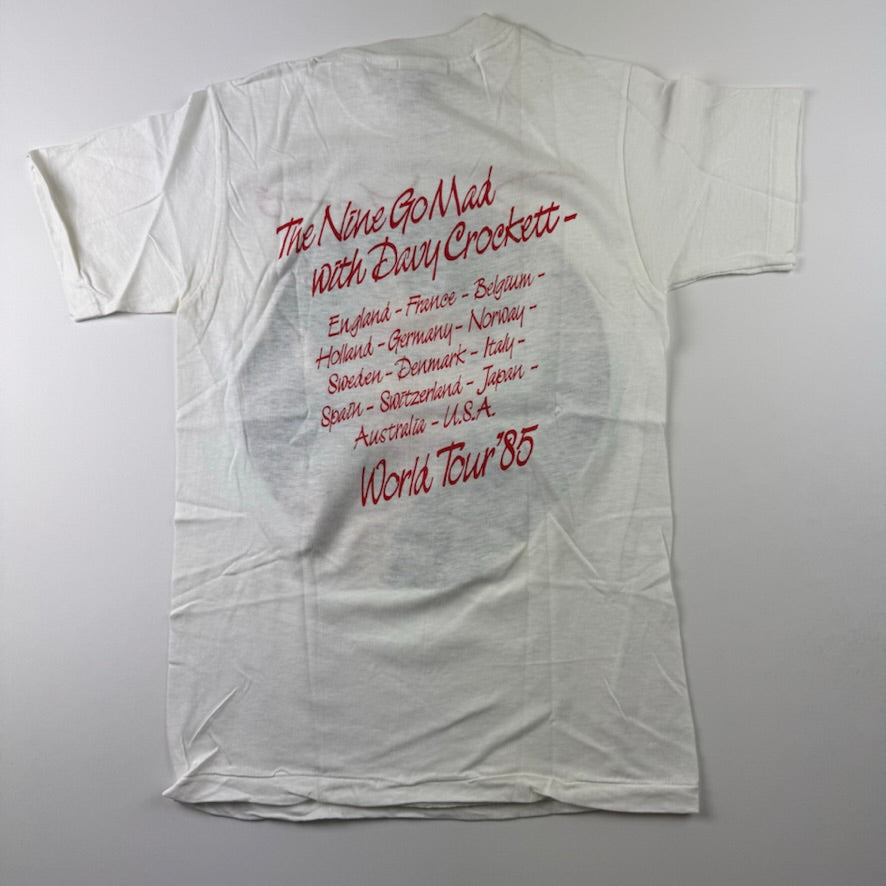 The Nine Go Mad
with Davy Crockett -
England - France - Belgium -
Holland - Germany - Norway -
Sweden - Denmark - Italy -
Spain - Switzerland - Japan -
Australia - U.S.A.
World Tour '85